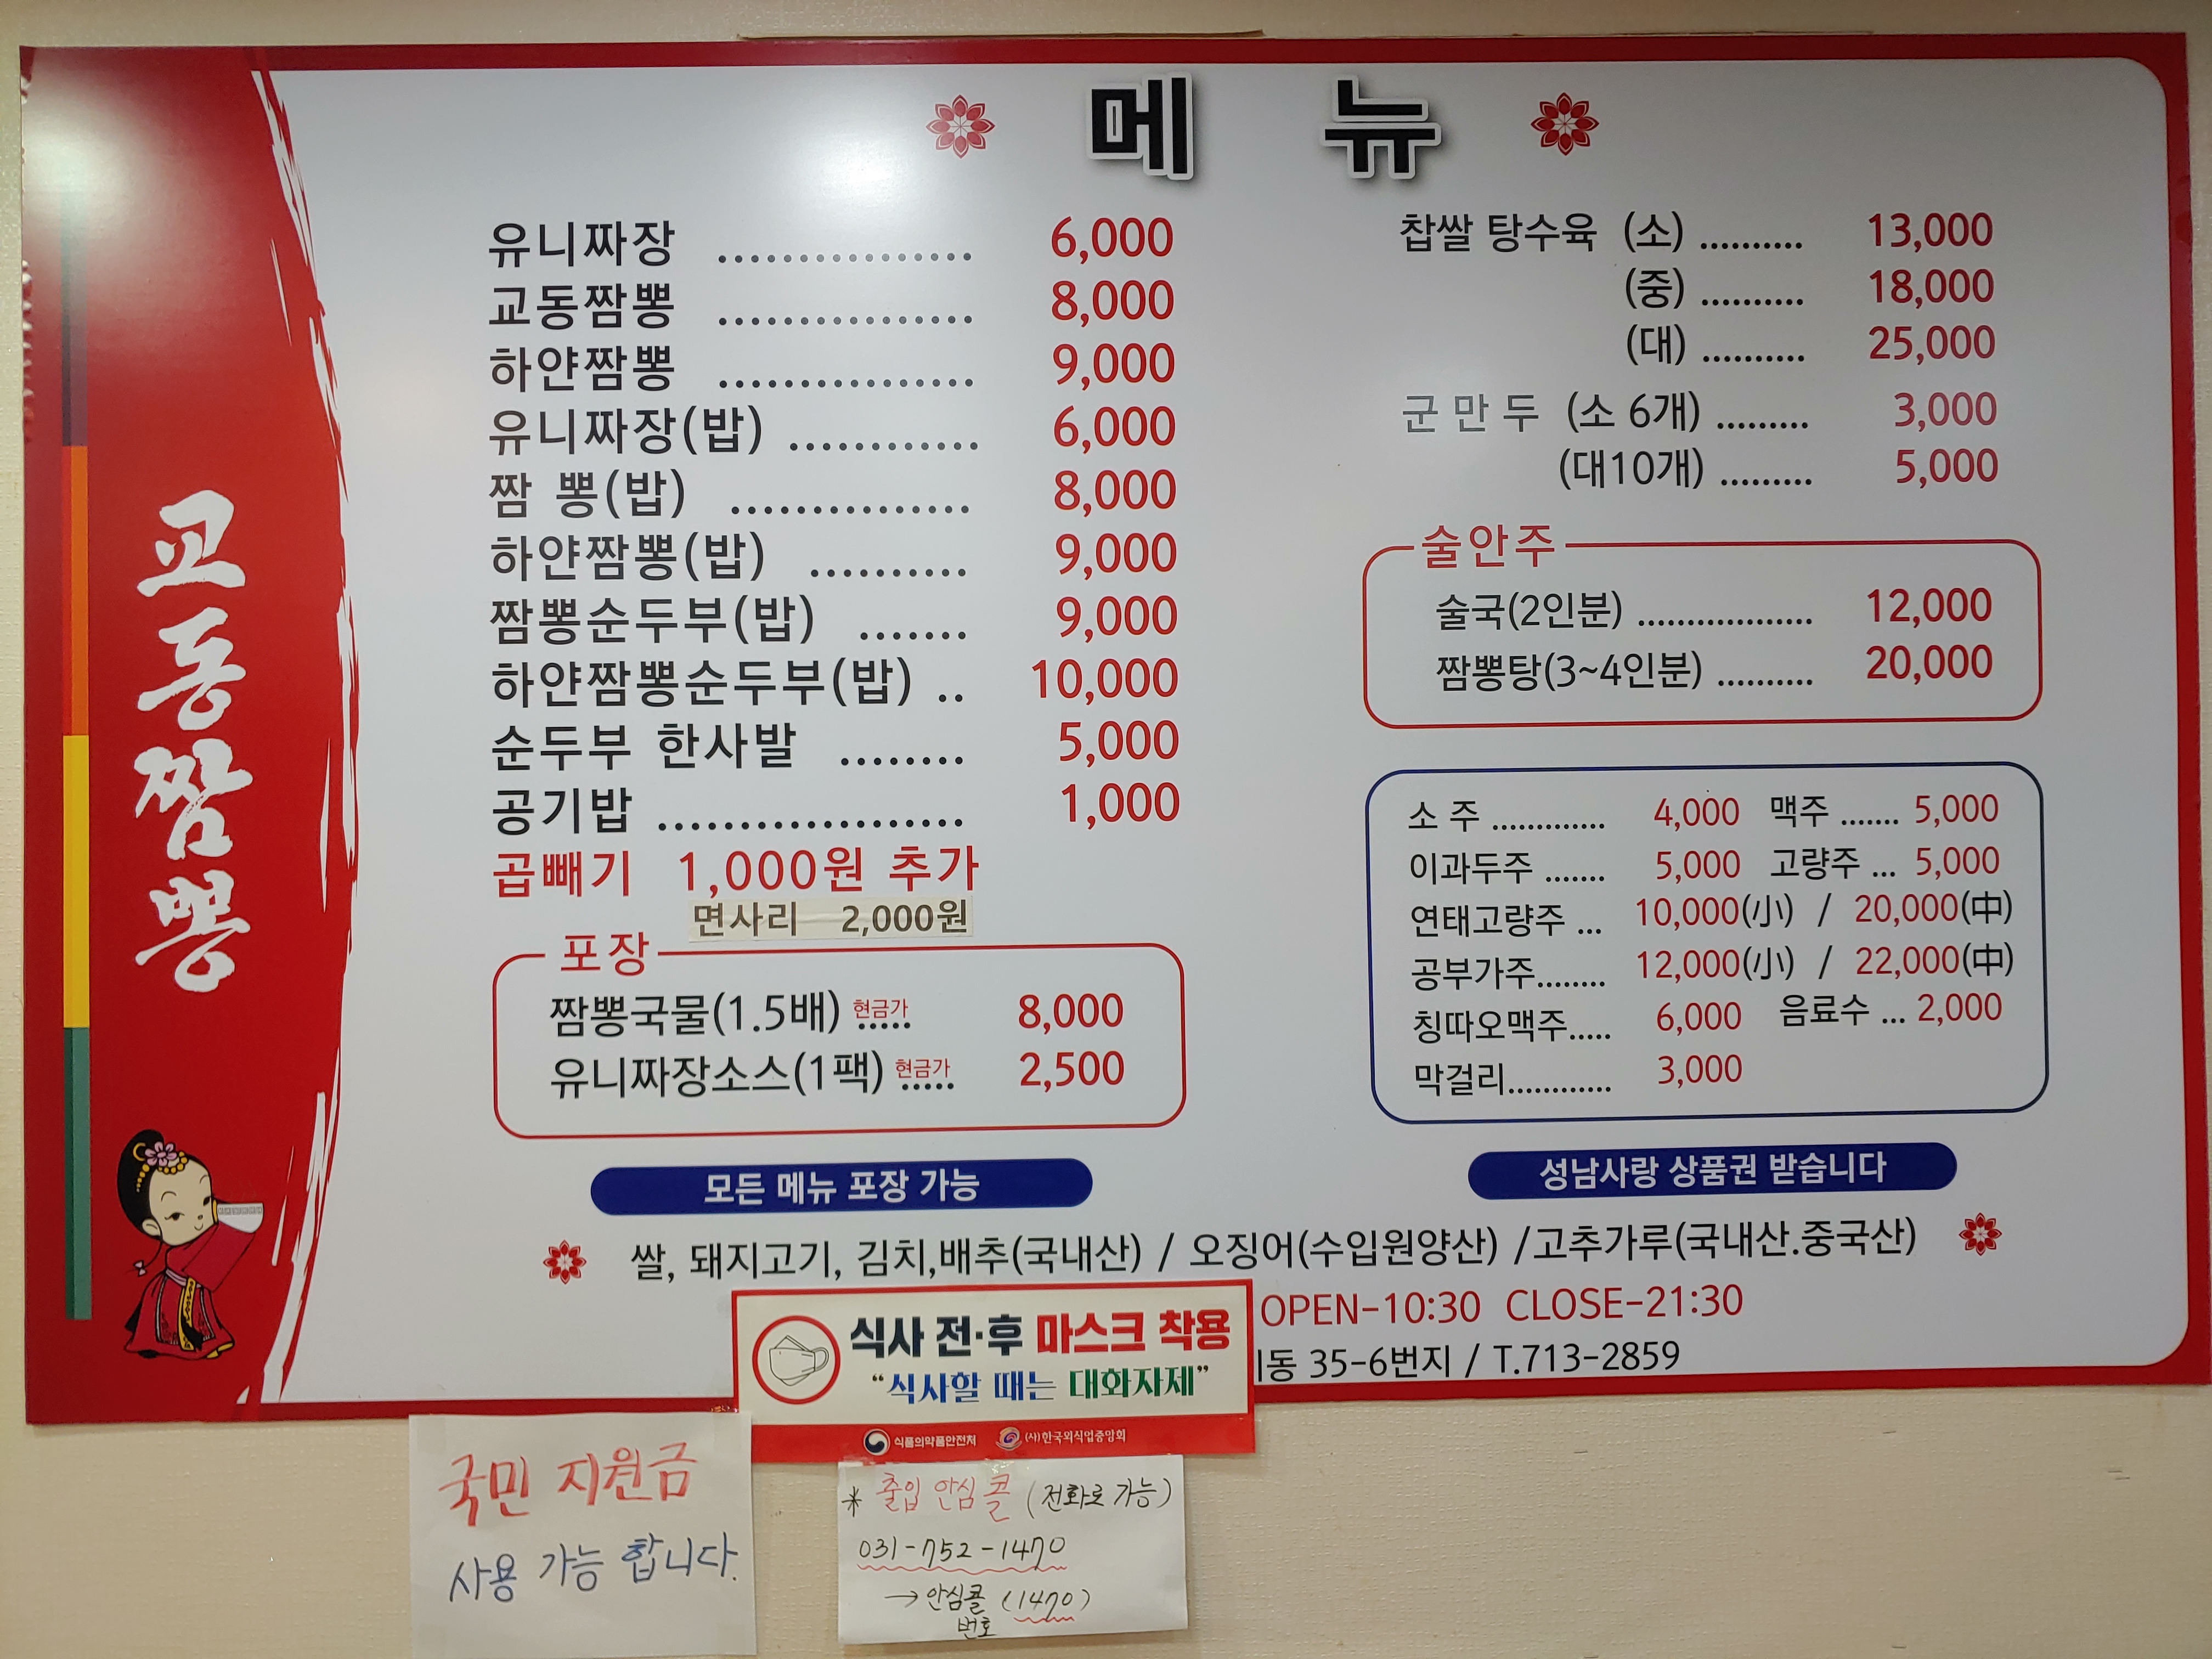 메뉴
교동짬뽕
유니짜장 ................ 6,000
교동짬뽕 ................ 8,000
하얀짬뽕 ................ 9,000
유니짜장(밥) ............ 6,000
짬 뽕(밥) ............... 8,000
하얀짬뽕(밥) .......... 9,000
짬뽕순두부(밥) ....... 9,000
하얀짬뽕순두부(밥) .. 10,000
순두부 한사발 ........ 5,000
공기밥 ................... 1,000
곱빼기 1,000원 추가
면사리 2,000원
포장
짬뽕국물(1.5배) 현금가 ..... 8,000
유니짜장소스(1팩) 현금가 ..... 2,500
모든 메뉴 포장 가능
찹쌀 탕수육 (소) .......... 13,000
(중) .......... 18,000
(대) .......... 25,000
군 만 두 (소 6개) ......... 3,000
(대10개) ......... 5,000
술안주
술국(2인분) .................. 12,000
짬뽕탕(3~4인분) .......... 20,000
소 주 ............. 4,000 맥주 ....... 5,000
이과두주 ....... 5,000 고량주 ... 5,000
연태고량주 ... 10,000(小) / 20,000(中)
공부가주........ 12,000(小) / 22,000(中)
칭따오맥주..... 6,000 음료수 ... 2,000
막걸리............ 3,000
성남사랑 상품권 받습니다
쌀, 돼지고기, 김치,배추(국내산) / 오징어(수입원양산) /고추가루(국내산.중국산)
OPEN-10:30 CLOSE-21:30
동 35-6번지 / T.713-2859
식사 전·후 마스크 착용
“식사할 때는 대화자제”
식품의약품안전처 (사)한국외식업중앙회
국민 지원금
사용 가능 합니다.
* 출입 안심 콜 (전화로 가능)
031-752-1470
→ 안심콜 (1470)
번호